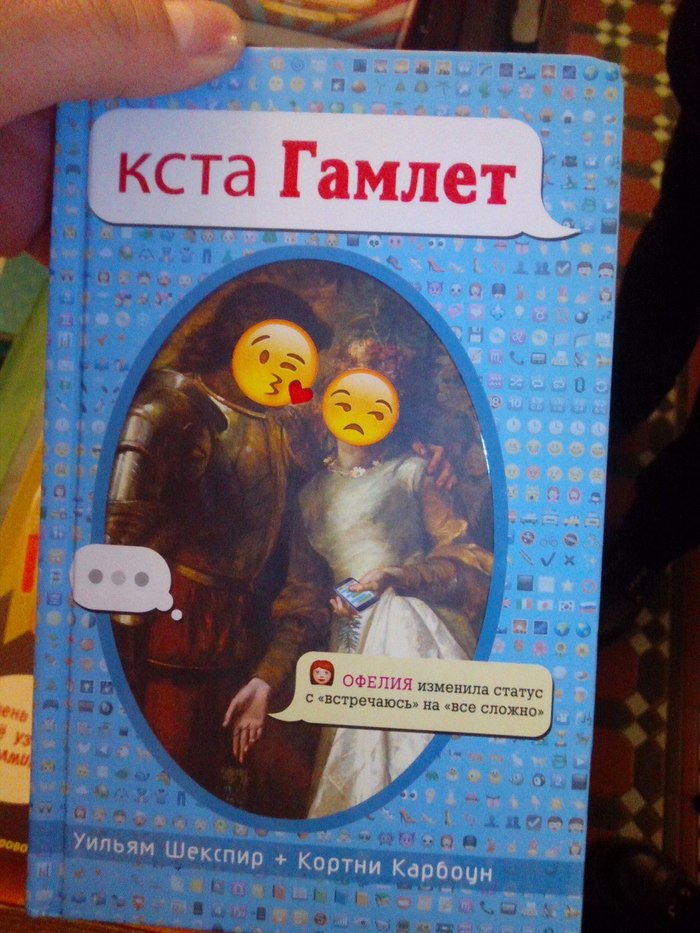 кста Гамлет
ОФЕЛИЯ изменила статус
с «встречаюсь» на «все сложно»
Уильям Шекспир + Кортни Карбоун